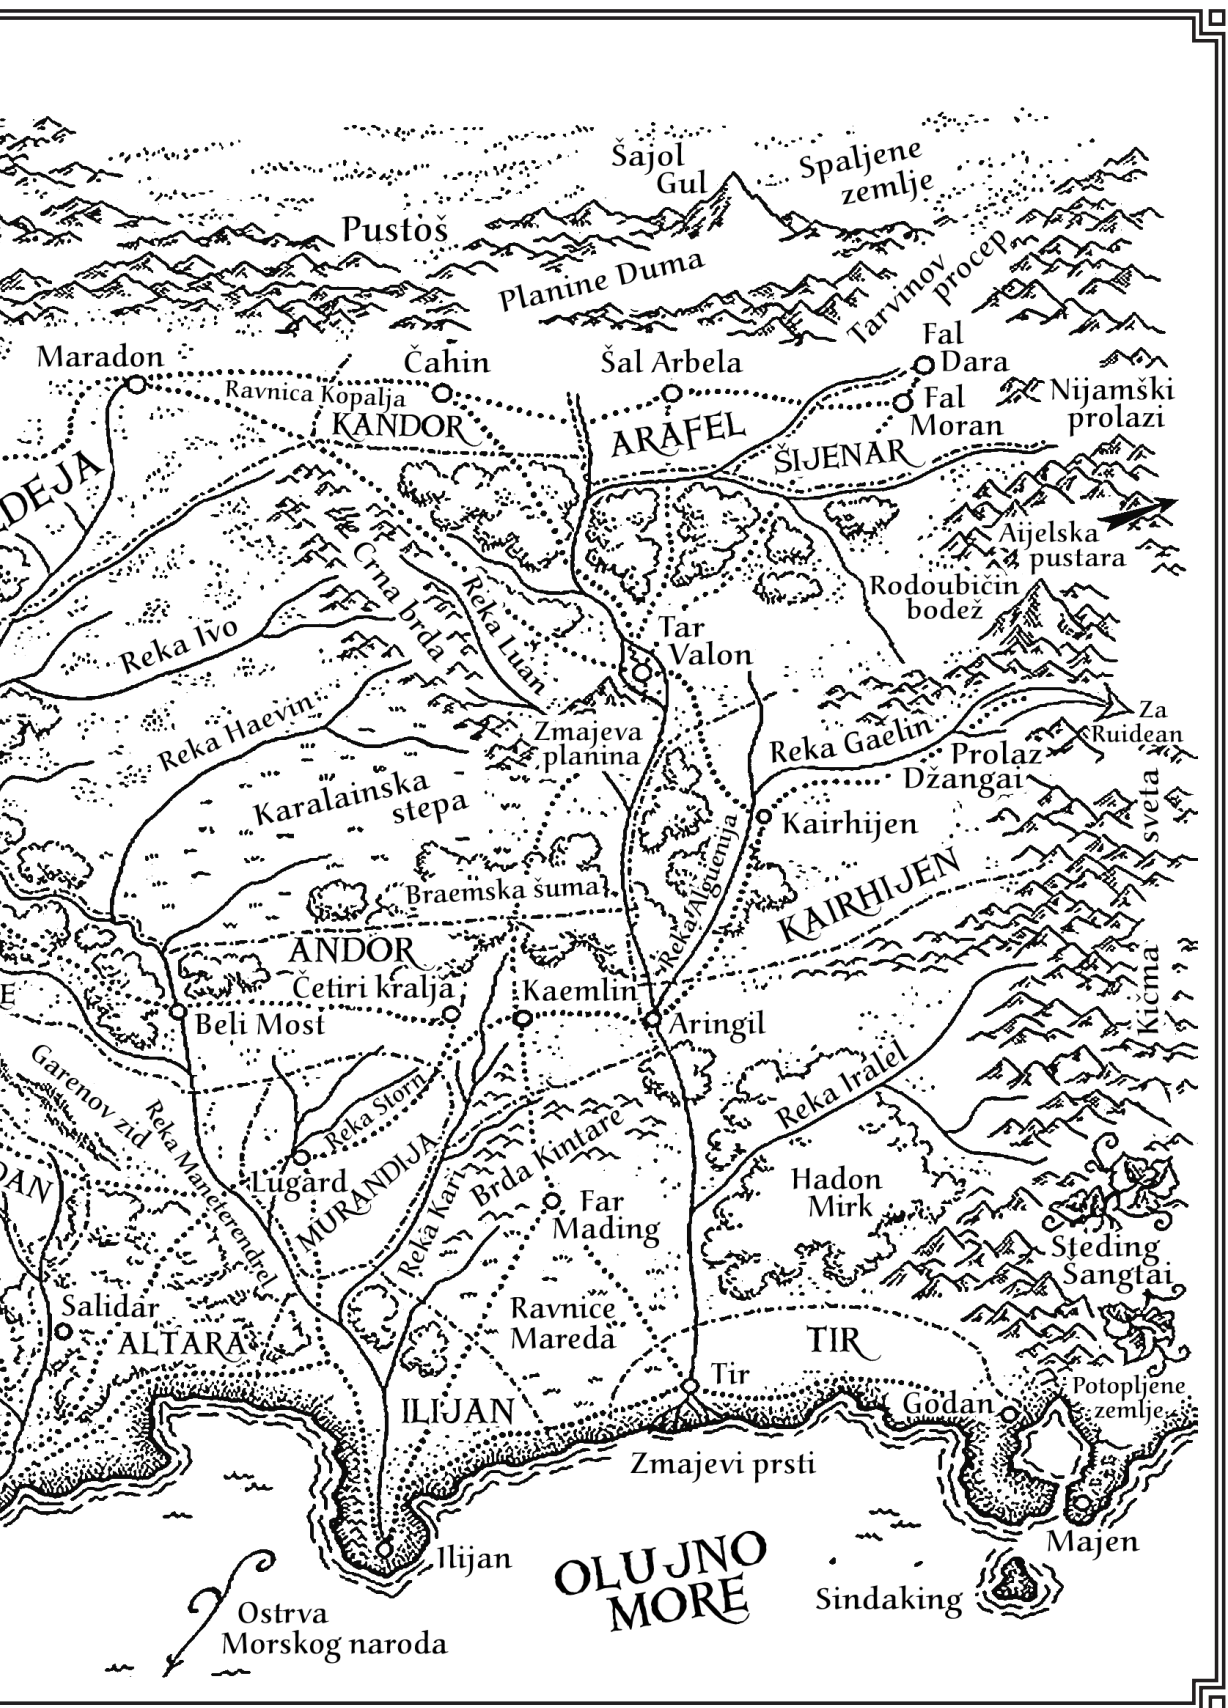 Šajol
Gul
Spaljene
zemlje
Pustoš
Planine Duma
Tarvinov
procep
Maradon
Čahin
Šal Arbela
Fal
Dara
Ravnica Kopalja
KANDOR
ARAFEL
Fal
Moran
Nijamški
prolazi
ŠIJENAR
DEJA
Aijelska
pustara
Crna brda
Reka Luan
Rodoubičin
bodež
Reka Ivo
Tar
Valon
Reka Haevin
Zmajeva
planina
Reka Gaelin
Za
Ruidean
Prolaz
Džangai
Karalainska
stepa
Kairhijen
Kičma sveta
Braemska šuma
Reka Alguenija
KAIRHIJEN
ANDOR
Četiri kralja
Kaemlin
E
Beli Most
Aringil
Garenov zid
Reka Storn
Reka Iralel
Reka Maneterendrel
DAN
Lugard
MURANDIJA
Reka Kari
Brda Kintare
Far
Mading
Hadon
Mirk
Steding
Sangtai
Salidar
ALTARA
Ravnice
Mareda
TIR
Tir
ILIJAN
Godan
Potopljene
zemlje
Zmajevi prsti
Majen
Ilijan
OLUJNO
MORE
Sindaking
Ostrva
Morskog naroda